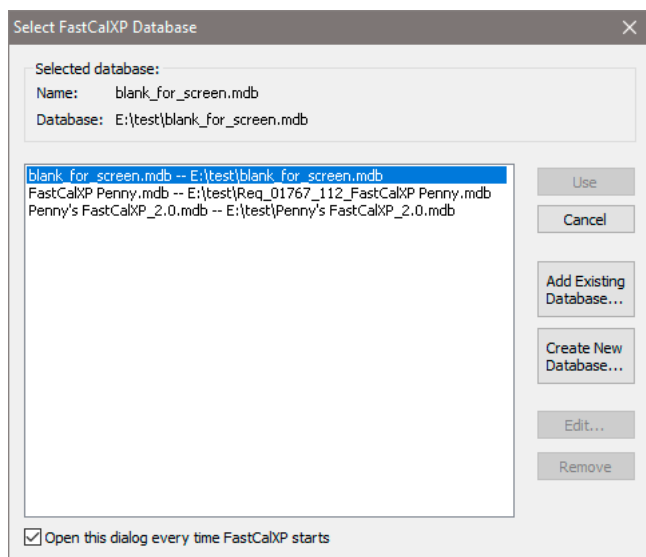 Select FastCalXP Database
Selected database:
Name: blank_for_screen.mdb
Database: E:\test\blank_for_screen.mdb
blank_for_screen.mdb -- E:\test\blank_for_screen.mdb
FastCalXP Penny.mdb -- E:\test\Req_01767_112_FastCalXP Penny.mdb
Penny's FastCalXP_2.0.mdb -- E:\test\Penny's FastCalXP_2.0.mdb
Use
Cancel
Add Existing
Database...
Create New
Database...
Edit...
Remove
Open this dialog every time FastCalXP starts